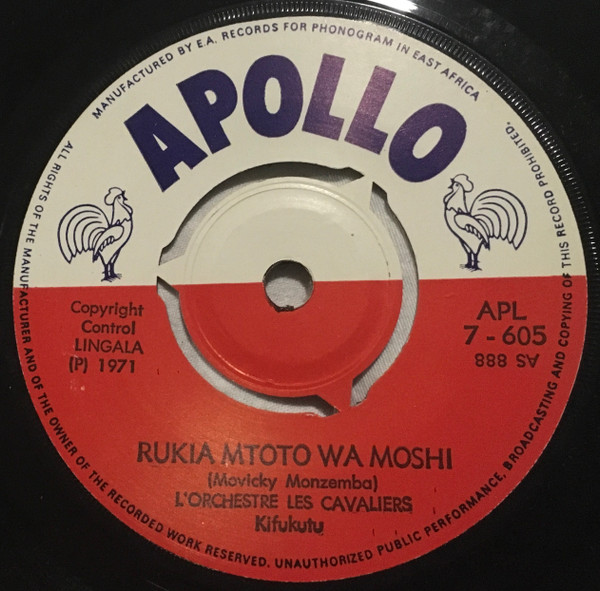 MANUFACTURED BY E.A. RECORDS FOR PHONOGRAM IN EAST AFRICA
APOLLO
ALL RIGHTS OF THE MANUFACTURER AND OF THE OWNER OF THE RECORDED WORK RESERVED. UNAUTHORIZED PUBLIC PERFORMANCE, BROADCASTING AND COPYING OF THIS RECORD PROHIBITED.
Copyright
Control
LINGALA
(P) 1971
APL
7 - 605
888 SV
RUKIA MTOTO WA MOSHI
(Movicky Monzemba)
L'ORCHESTRE LES CAVALIERS
Kifukutu